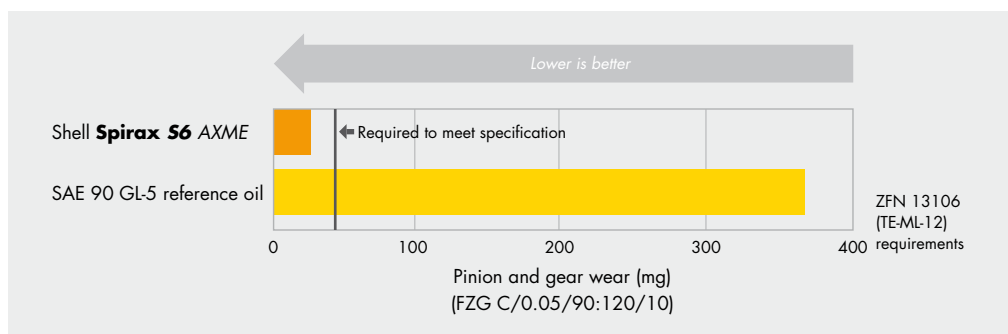 Lower is better
Shell Spirax S6 AXME
Required to meet specification
SAE 90 GL-5 reference oil
ZFN 13106
(TE-ML-12)
requirements
0 100 200 300 400
Pinion and gear wear (mg)
(FZG C/0.05/90:120/10)